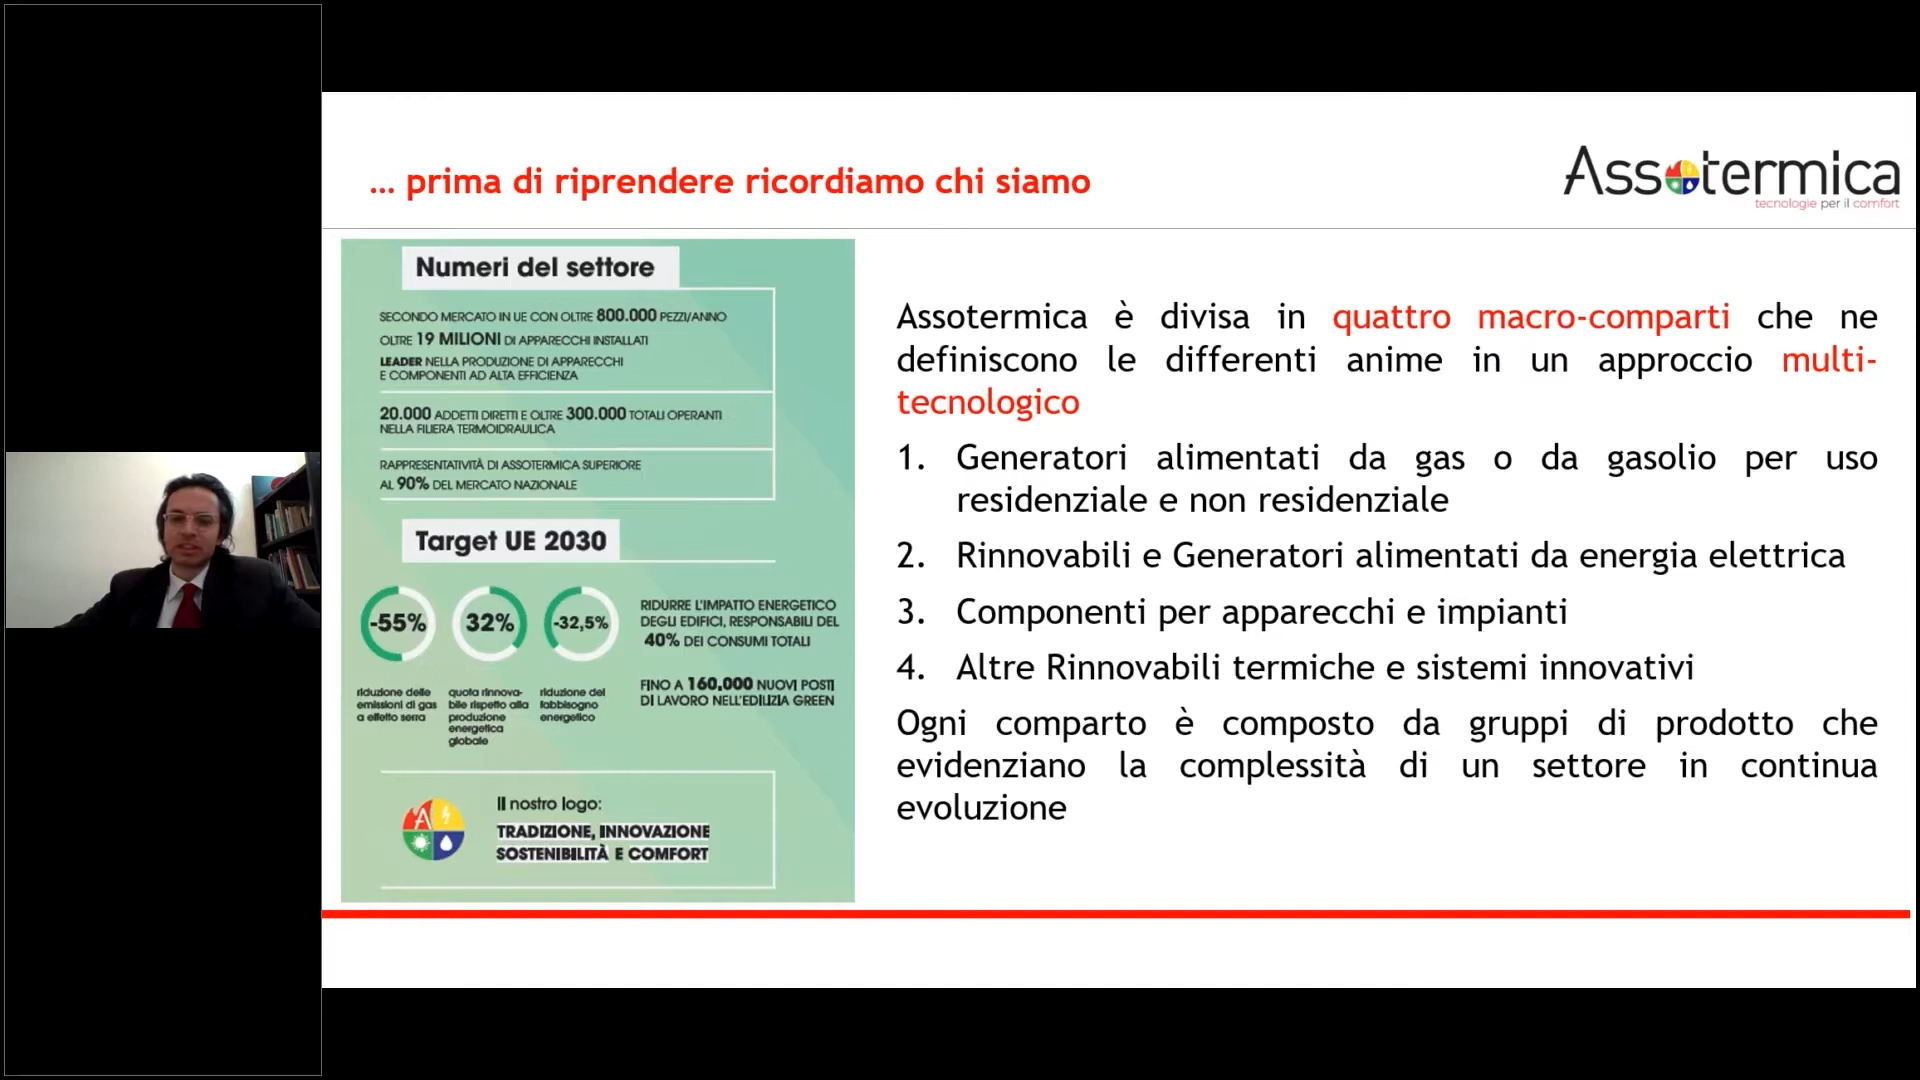 ... prima di riprendere ricordiamo chi siamo
Assotermica
tecnologie per il comfort
Numeri del settore
SECONDO MERCATO IN UE CON OLTRE 800.000 PEZZI/ANNO
OLTRE 19 MILIONI DI APPARECCHI INSTALLATI
LEADER NELLA PRODUZIONE DI APPARECCHI
E COMPONENTI AD ALTA EFFICIENZA
20.000 ADDETTI DIRETTI E OLTRE 300.000 TOTALI OPERANTI
NELLA FILIERA TERMOIDRAULICA
RAPPRESENTATIVITÀ DI ASSOTERMICA SUPERIORE
AL 90% DEL MERCATO NAZIONALE
Target UE 2030
-55%
riduzione delle
emissioni di gas
a effetto serra
32%
quota rinnova-
bile rispetto alla
produzione
energetica
globale
-32,5%
riduzione del
fabbisogno
energetico
RIDURRE L'IMPATTO ENERGETICO
DEGLI EDIFICI, RESPONSABILI DEL
40% DEI CONSUMI TOTALI
FINO A 160.000 NUOVI POSTI
DI LAVORO NELL'EDILIZIA GREEN
A
Il nostro logo:
TRADIZIONE, INNOVAZIONE
SOSTENIBILITÀ E COMFORT
Assotermica è divisa in quattro macro-comparti che ne
definiscono le differenti anime in un approccio multi-
tecnologico
1. Generatori alimentati da gas o da gasolio per uso
residenziale e non residenziale
2. Rinnovabili e Generatori alimentati da energia elettrica
3. Componenti per apparecchi e impianti
4. Altre Rinnovabili termiche e sistemi innovativi
Ogni comparto è composto da gruppi di prodotto che
evidenziano la complessità di un settore in continua
evoluzione